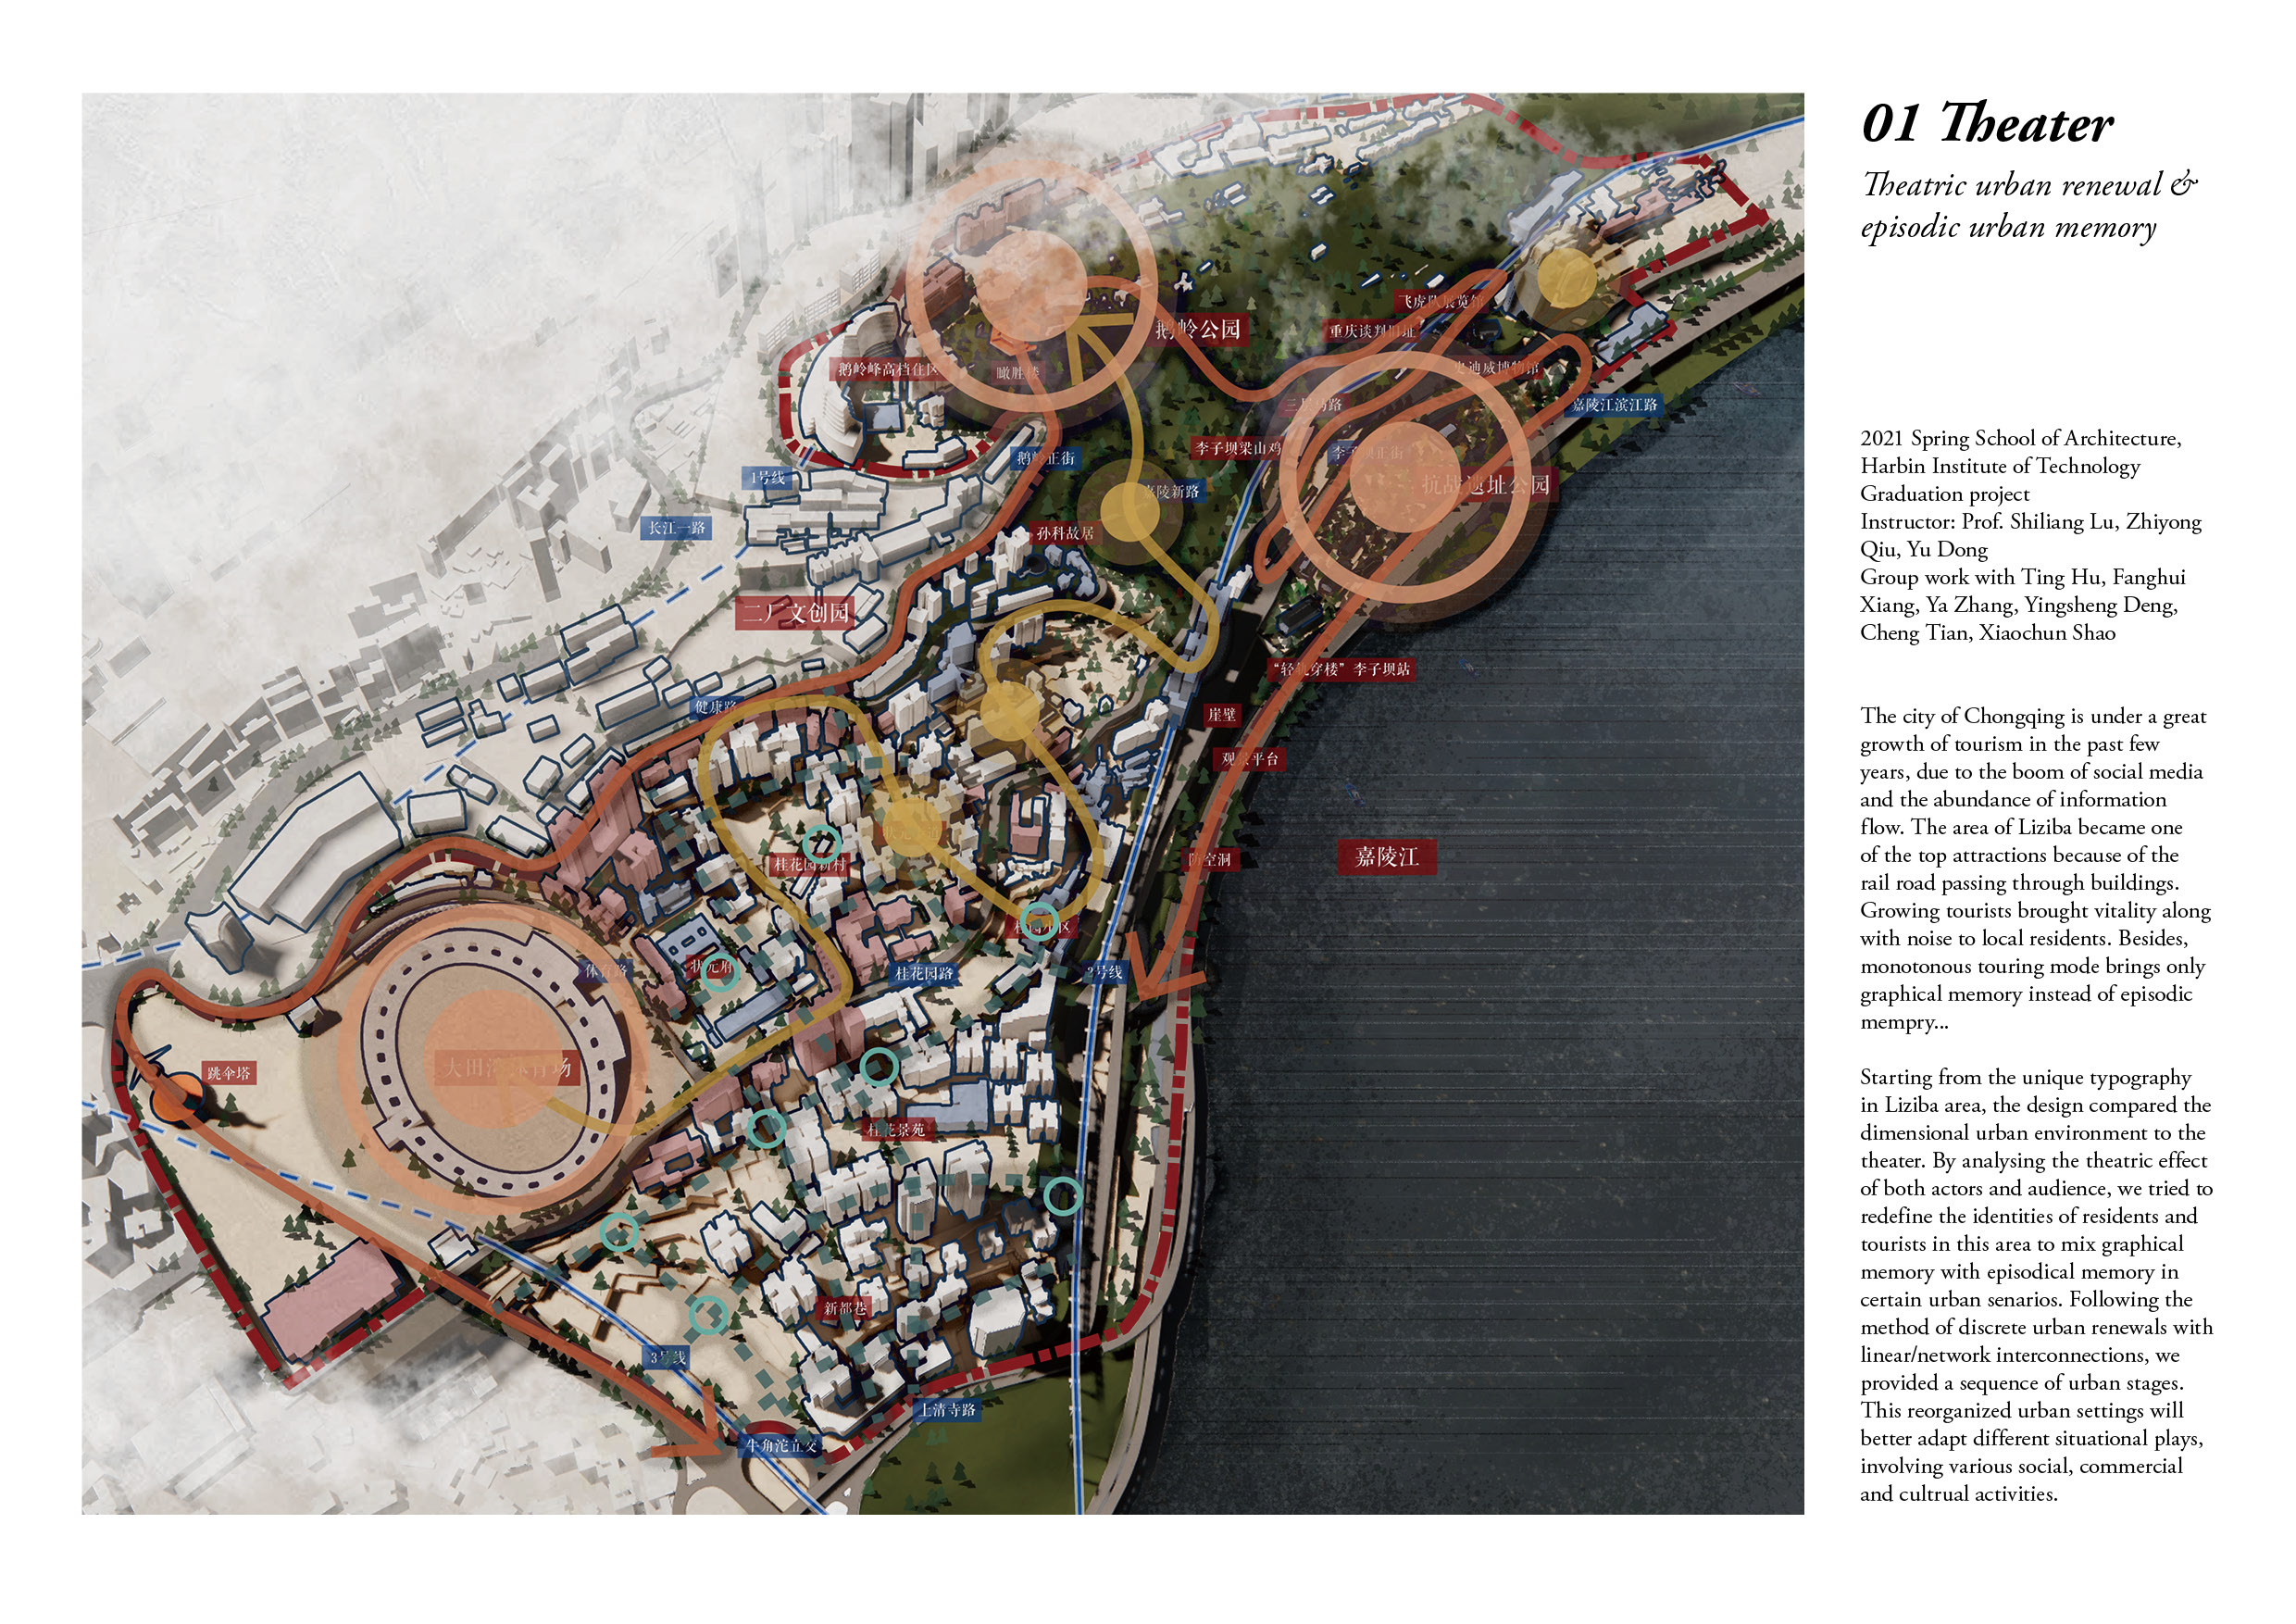 01 Theater
Theatric urban renewal &
episodic urban memory
2021 Spring School of Architecture,
Harbin Institute of Technology
Graduation project
Instructor: Prof. Shiliang Lu, Zhiyong
Qiu, Yu Dong
Group work with Ting Hu, Fanghui
Xiang, Ya Zhang, Yingsheng Deng,
Cheng Tian, Xiaochun Shao
The city of Chongqing is under a great
growth of tourism in the past few
years, due to the boom of social media
and the abundance of information
flow. The area of Liziba became one
of the top attractions because of the
rail road passing through buildings.
Growing tourists brought vitality along
with noise to local residents. Besides,
monotonous touring mode brings only
graphical memory instead of episodic
mempry...
Starting from the unique typography
in Liziba area, the design compared the
dimensional urban environment to the
theater. By analysing the theatric effect
of both actors and audience, we tried to
redefine the identities of residents and
tourists in this area to mix graphical
memory with episodical memory in
certain urban senarios. Following the
method of discrete urban renewals with
linear/network interconnections, we
provided a sequence of urban stages.
This reorganized urban settings will
better adapt different situational plays,
involving various social, commercial
and cultrual activities.
飞虎队展览馆
鹅岭公园
重庆谈判旧址
鹅岭峰高档住区
瞰胜楼
史迪威博物馆
嘉陵江滨江路
三层马路
李子坝梁山鸡
李子坝正街
鹅岭正街
1号线
嘉陵新路
抗战遗址公园
长江一路
孙科故居
二厂文创园
“轻轨穿楼”李子坝站
健康路
崖壁
观景平台
嘉陵江
防空洞
桂花园新村
状元府
体育路
桂花园路
2号线
大田湾体育场
跳伞塔
桂花景苑
新都巷
3号线
上清寺路
牛角沱立交